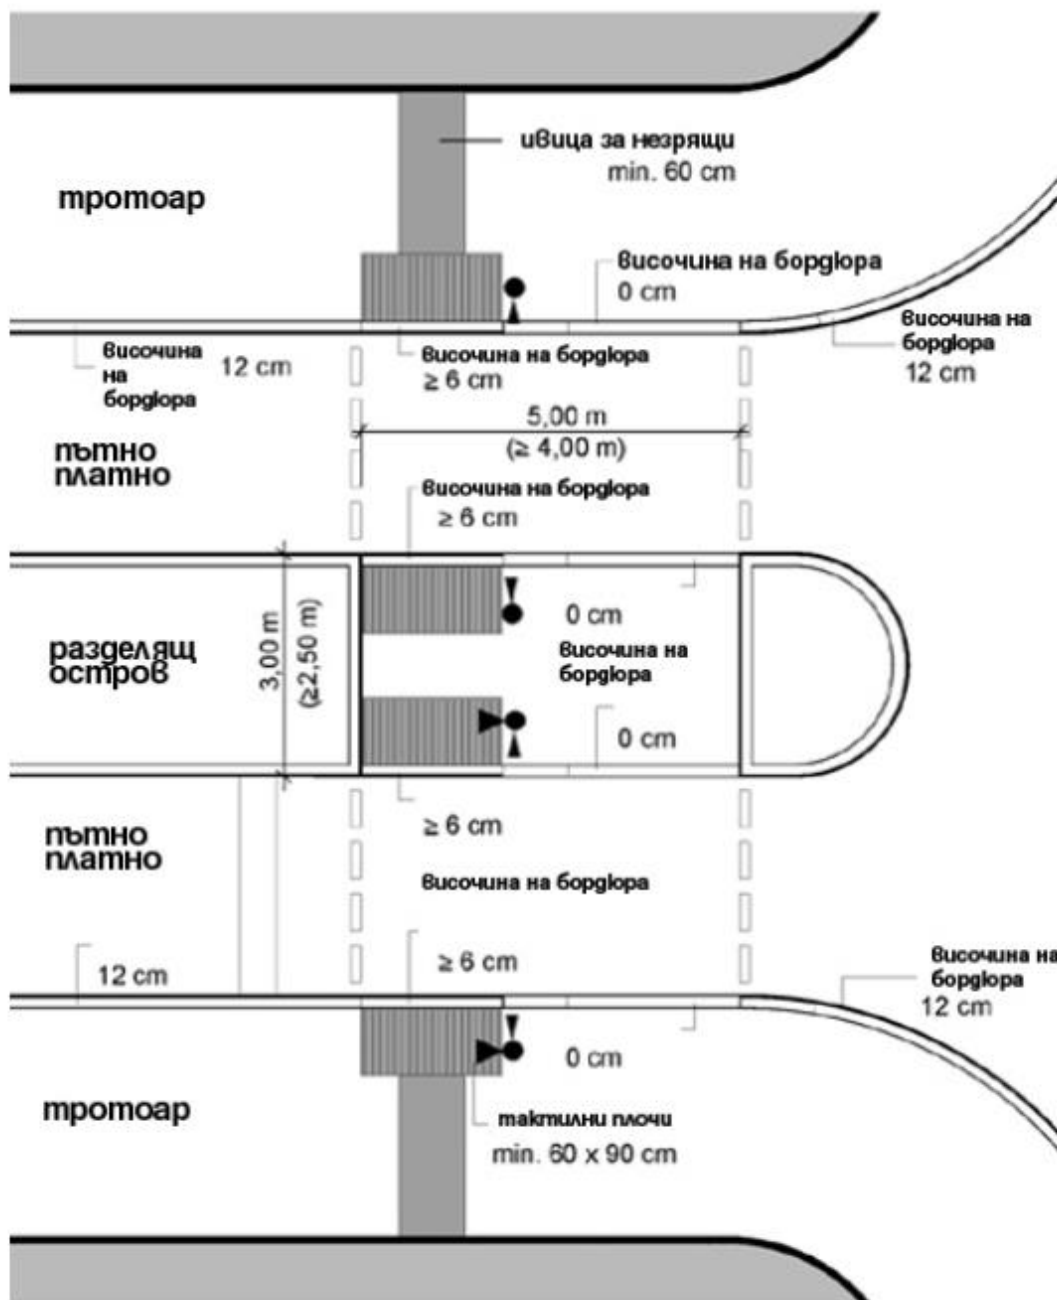 ивица за незрящи
min. 60 cm
тротоар
височина на бордюра
0 cm
височина на
бордюра
12 cm
височина
на
бордюра
12 cm
височина на бордюра
≥ 6 cm
5,00 m
(≥ 4,00 m)
пътно
платно
височина на бордюра
≥ 6 cm
разделящ
остров
3,00 m
(≥2,50 m)
0 cm
височина на
бордюра
0 cm
≥ 6 cm
пътно
платно
височина на бордюра
12 cm
≥ 6 cm
височина на
бордюра
12 cm
0 cm
тротоар
тактилни плочи
min. 60 x 90 cm